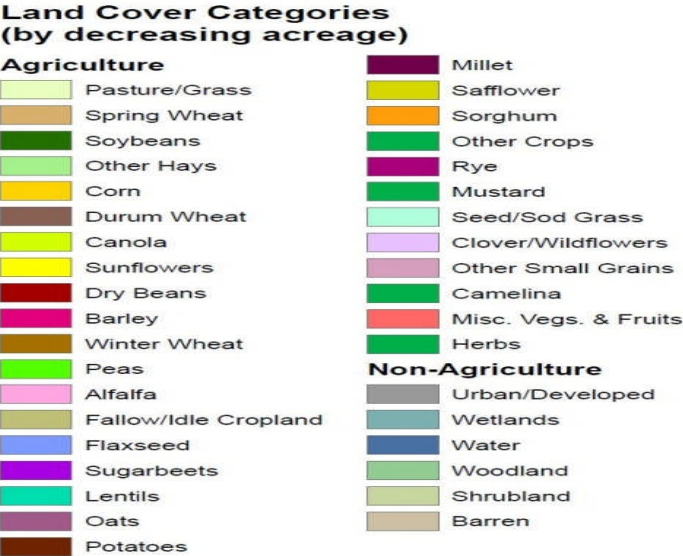 Land Cover Categories
(by decreasing acreage)
Agriculture
Pasture/Grass
Spring Wheat
Soybeans
Other Hays
Corn
Durum Wheat
Canola
Sunflowers
Dry Beans
Barley
Winter Wheat
Peas
Alfalfa
Fallow/Idle Cropland
Flaxseed
Sugarbeets
Lentils
Oats
Potatoes
Millet
Safflower
Sorghum
Other Crops
Rye
Mustard
Seed/Sod Grass
Clover/Wildflowers
Other Small Grains
Camelina
Misc. Vegs. & Fruits
Herbs
Non-Agriculture
Urban/Developed
Wetlands
Water
Woodland
Shrubland
Barren